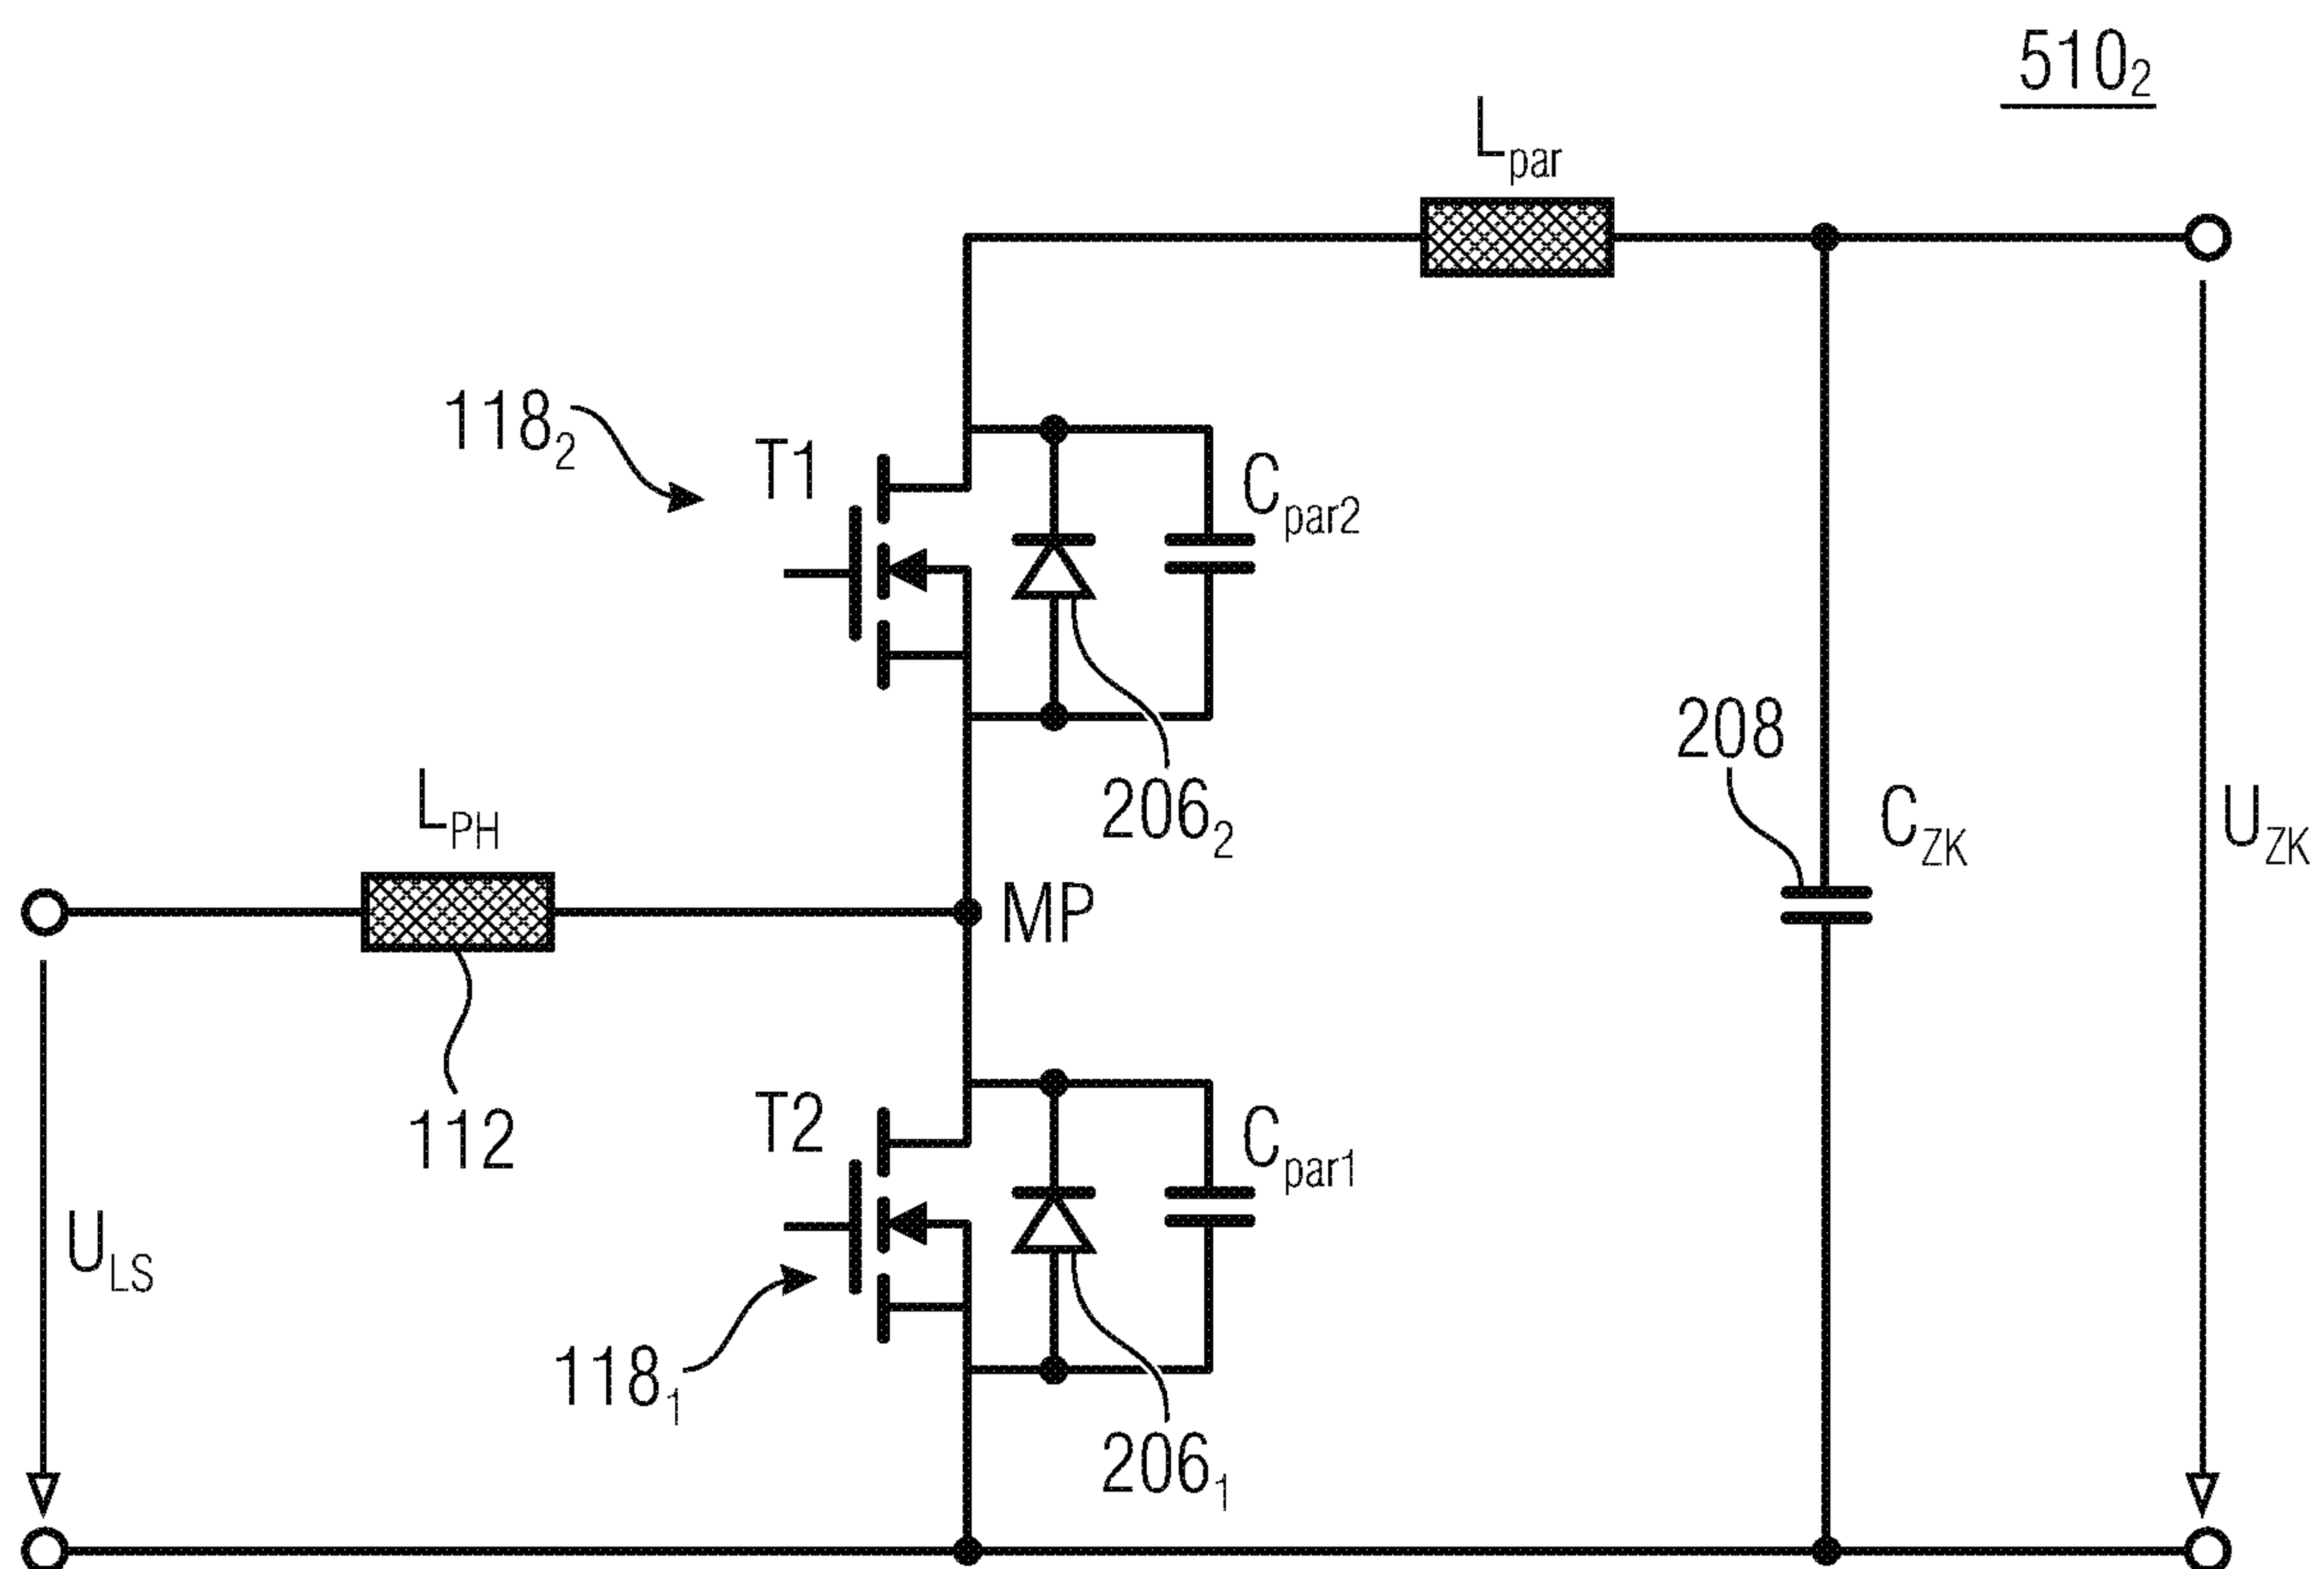 510₂
L_par
118₂
T1
C_par2
208
L_PH
206₂
C_ZK
U_ZK
MP
112
T2
C_par1
U_LS
118₁
206₁